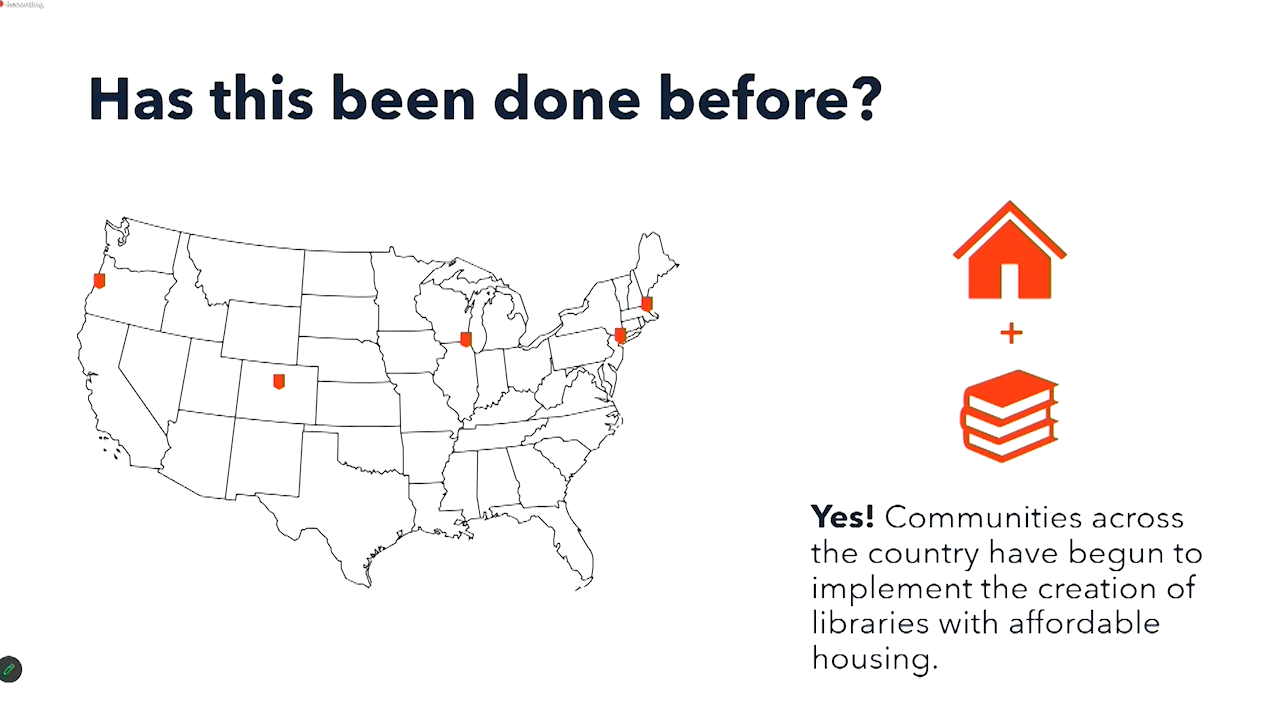 Has this been done before?
+
Yes! Communities across
the country have begun to
implement the creation of
libraries with affordable
housing.